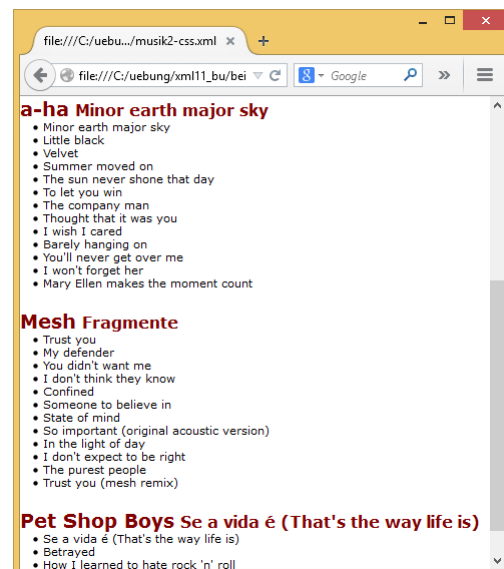 file:///C:/uebu.../musik2-css.xml × +
file:///C:/uebung/xml11_bu/bei Google »
a-ha Minor earth major sky
• Minor earth major sky
• Little black
• Velvet
• Summer moved on
• The sun never shone that day
• To let you win
• The company man
• Thought that it was you
• I wish I cared
• Barely hanging on
• You'll never get over me
• I won't forget her
• Mary Ellen makes the moment count
Mesh Fragmente
• Trust you
• My defender
• You didn't want me
• I don't think they know
• Confined
• Someone to believe in
• State of mind
• So important (original acoustic version)
• In the light of day
• I don't expect to be right
• The purest people
• Trust you (mesh remix)
Pet Shop Boys Se a vida é (That's the way life is)
• Se a vida é (That's the way life is)
• Betrayed
• How I learned to hate rock 'n' roll